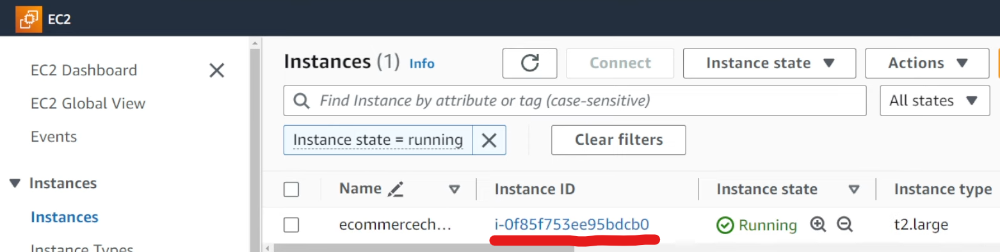 EC2
EC2 Dashboard
EC2 Global View
Events
Instances
Instances
Instance Types
Instances (1) Info
Connect
Instance state
Actions
Find Instance by attribute or tag (case-sensitive)
All states
Instance state = running
Clear filters
Name Instance ID Instance state Instance type
ecommercech... i-0f85f753ee95bdcb0 Running t2.large